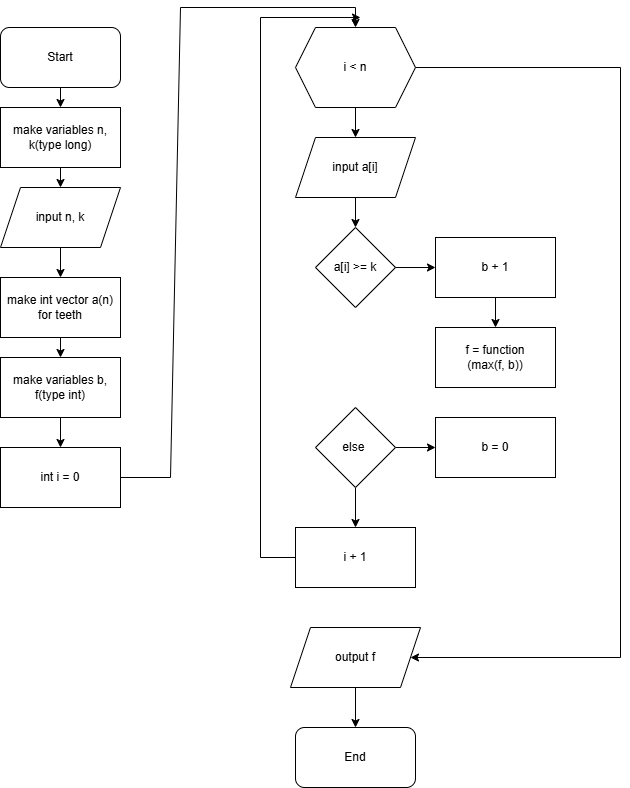 Start
make variables n,
k(type long)
input n, k
make int vector a(n)
for teeth
make variables b,
f(type int)
int i = 0
i < n
input a[i]
a[i] >= k
b + 1
f = function
(max(f, b))
else
b = 0
i + 1
output f
End